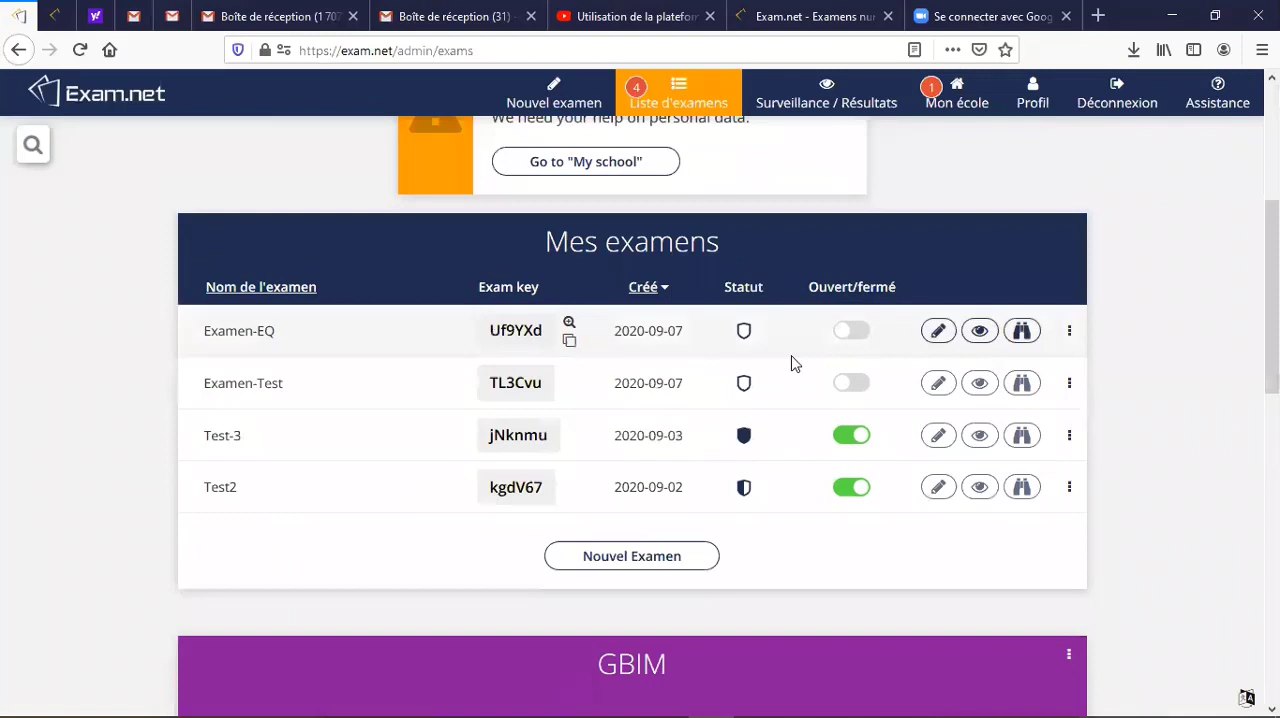 Boîte de réception (1 707
Boîte de réception (31) -
Utilisation de la platefor
Exam.net - Examens nu
Se connecter avec Goog
https://exam.net/admin/exams
Exam.net
Nouvel examen
4
Liste d'examens
Surveillance / Résultats
1
Mon école
Profil
Déconnexion
Assistance
We need your help on personal data.
Go to "My school"
Mes examens
Nom de l'examen Exam key Créé Statut Ouvert/fermé
Examen-EQ Uf9YXd 2020-09-07
Examen-Test TL3Cvu 2020-09-07
Test-3 jNknmu 2020-09-03
Test2 kgdV67 2020-09-02
Nouvel Examen
GBIM